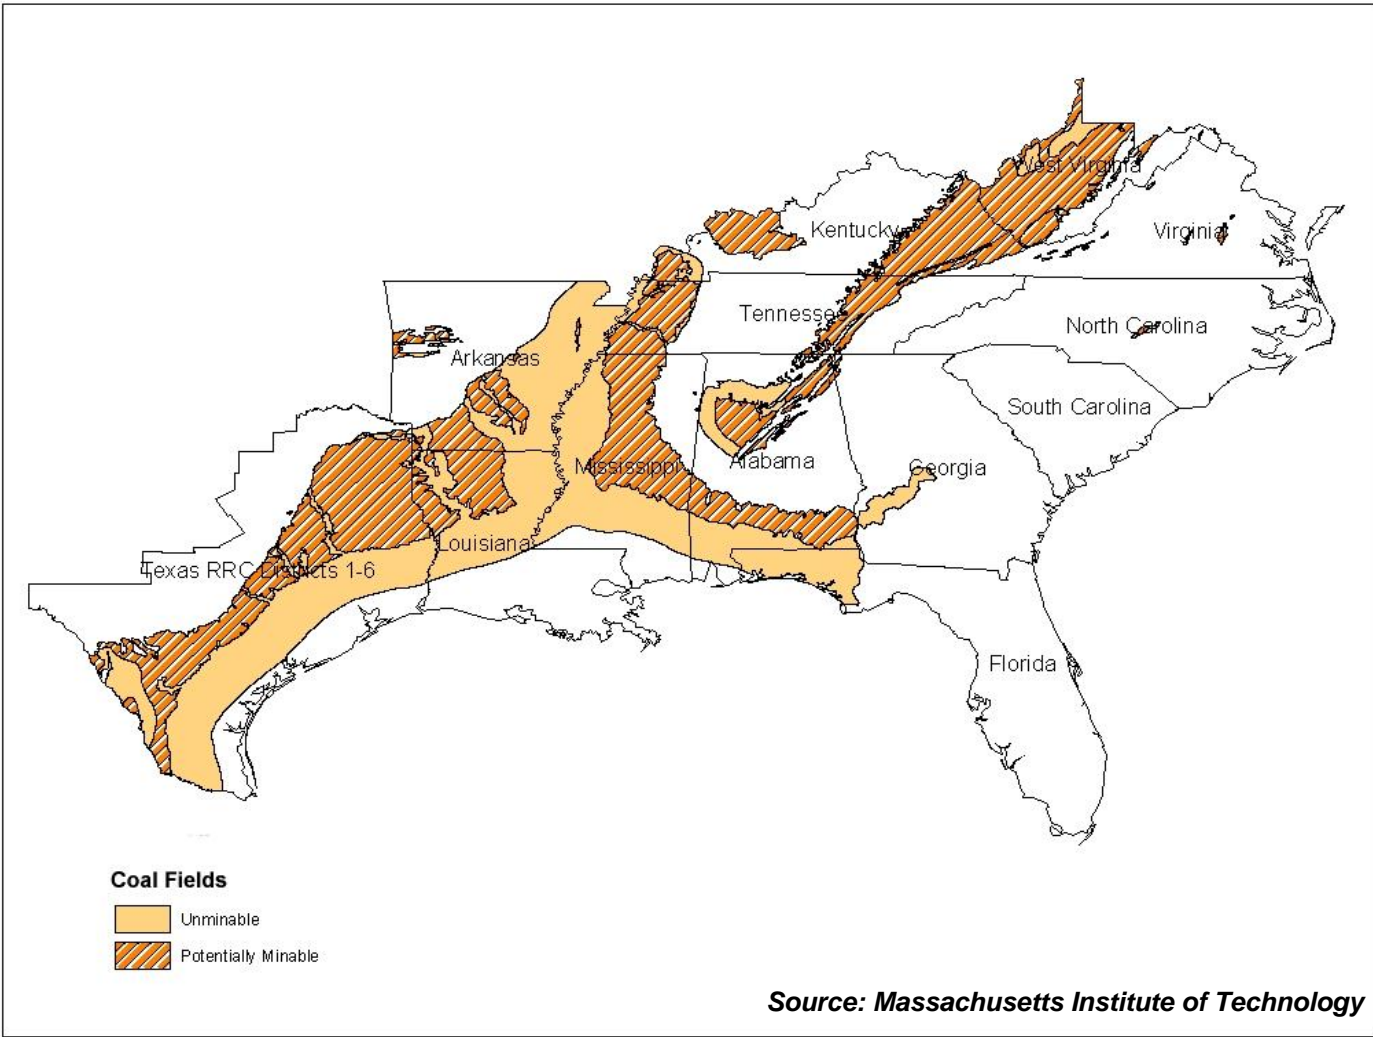 West Virginia
Kentucky
Virginia
Tennessee
North Carolina
Arkansas
South Carolina
Mississippi
Alabama
Georgia
Louisiana
Texas RRC Districts 1-6
Florida
Coal Fields
Unminable
Potentially Minable
Source: Massachusetts Institute of Technology